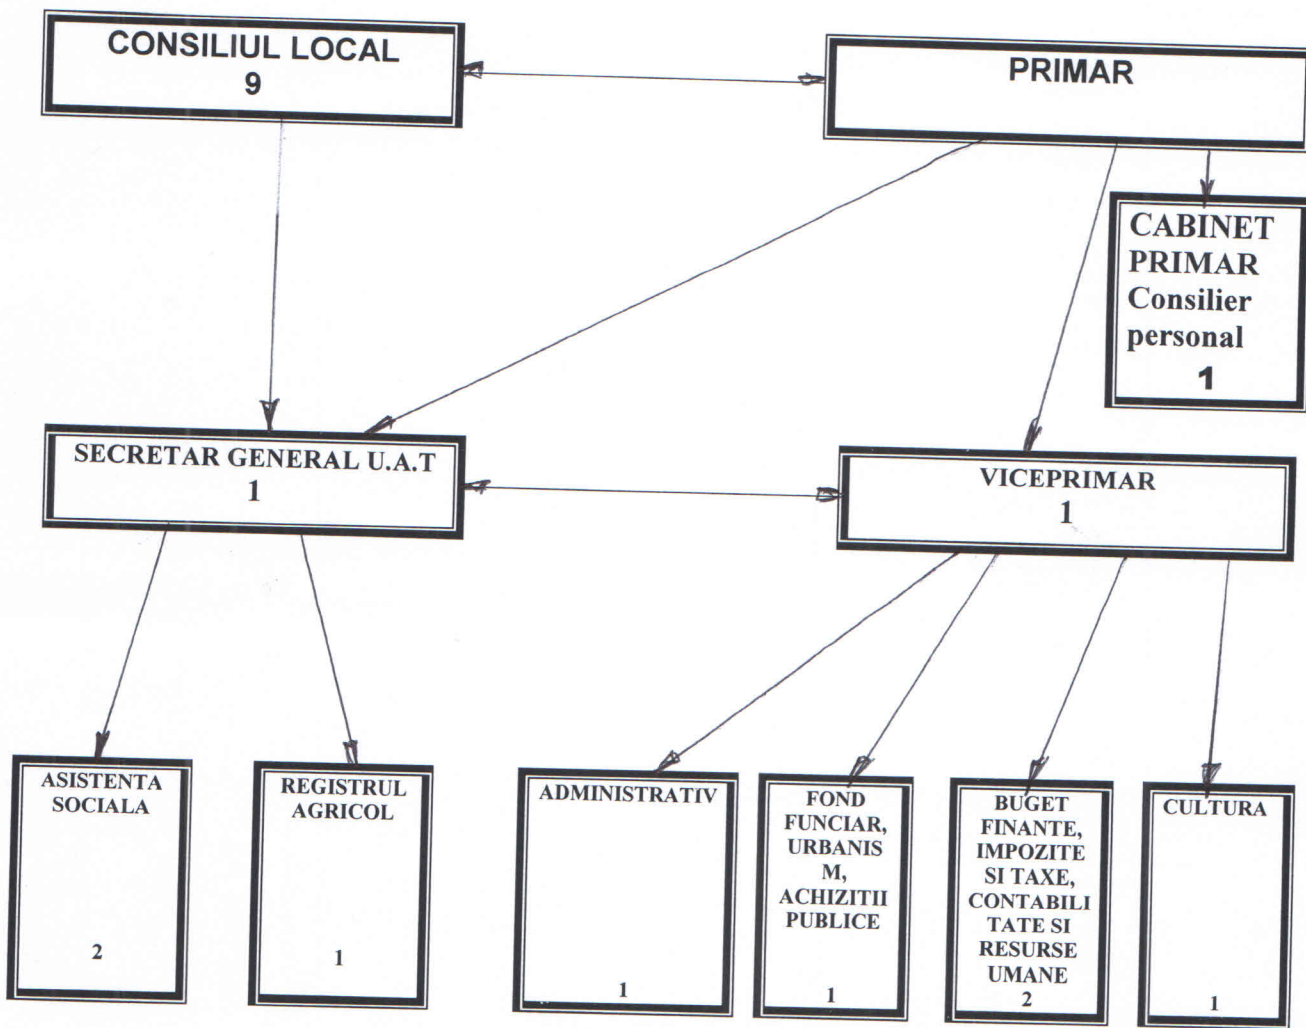 CONSILIUL LOCAL
9
PRIMAR
CABINET
PRIMAR
Consilier
personal
1
SECRETAR GENERAL U.A.T
1
VICEPRIMAR
1
ASISTENTA
SOCIALA
2
REGISTRUL
AGRICOL
1
ADMINISTRATIV
1
FOND
FUNCIAR,
URBANIS
M,
ACHIZITII
PUBLICE
1
BUGET
FINANTE,
IMPOZITE
SI TAXE,
CONTABILI
TATE SI
RESURSE
UMANE
2
CULTURA
1